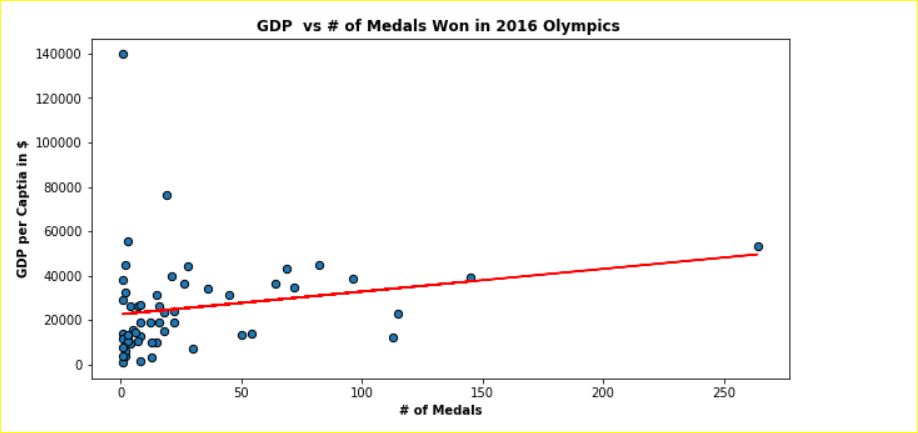 GDP  vs # of Medals Won in 2016 Olympics
140000
120000
100000
80000
60000
40000
20000
0
GDP per Captia in $
0 50 100 150 200 250
# of Medals